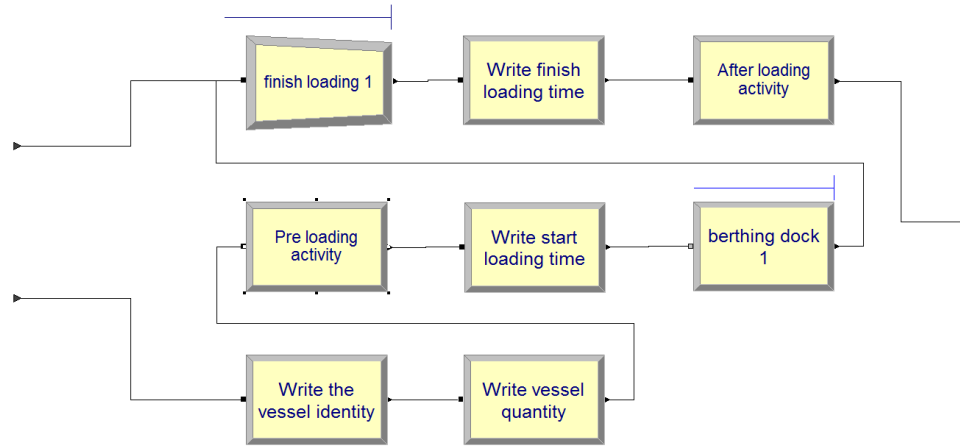 finish loading 1
Write finish
loading time
After loading
activity
Pre loading
activity
Write start
loading time
berthing dock
1
Write the
vessel identity
Write vessel
quantity